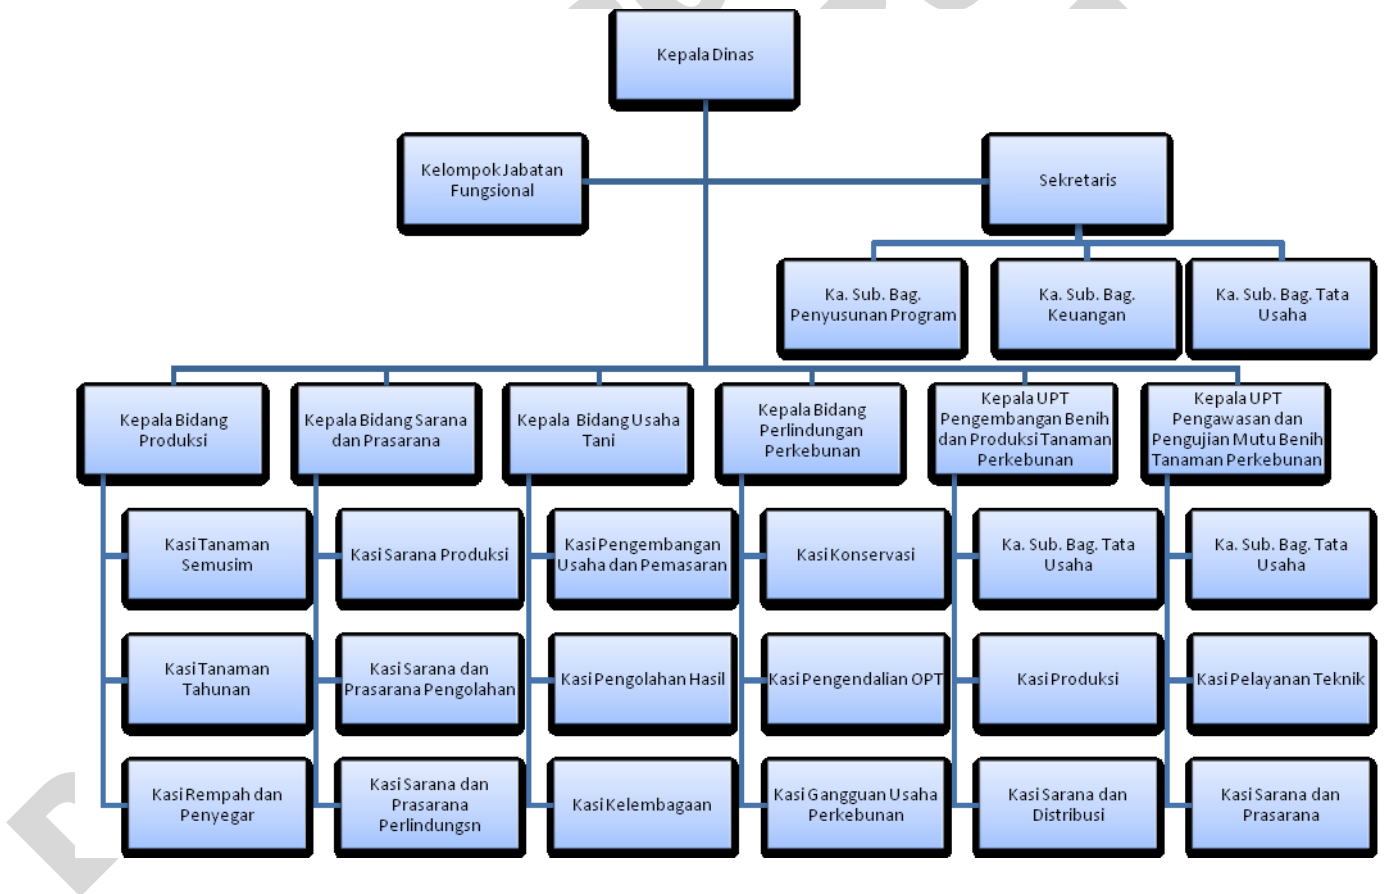 Kepala Dinas
Kelompok Jabatan
Fungsional
Sekretaris
Ka. Sub. Bag.
Penyusunan Program
Ka. Sub. Bag.
Keuangan
Ka. Sub. Bag. Tata
Usaha
Kepala Bidang
Produksi
Kepala Bidang Sarana
dan Prasarana
Kepala Bidang Usaha
Tani
Kepala Bidang
Perlindungan
Perkebunan
Kepala UPT
Pengembangan Benih
dan Produksi Tanaman
Perkebunan
Kepala UPT
Pengawasan dan
Pengujian Mutu Benih
Tanaman Perkebunan
Kasi Tanaman
Semusim
Kasi Sarana Produksi
Kasi Pengembangan
Usaha dan Pemasaran
Kasi Konservasi
Ka. Sub. Bag. Tata
Usaha
Ka. Sub. Bag. Tata
Usaha
Kasi Tanaman
Tahunan
Kasi Sarana dan
Prasarana Pengolahan
Kasi Pengolahan Hasil
Kasi Pengendalian OPT
Kasi Produksi
Kasi Pelayanan Teknik
Kasi Rempah dan
Penyegar
Kasi Sarana dan
Prasarana
Perlindungsn
Kasi Kelembagaan
Kasi Gangguan Usaha
Perkebunan
Kasi Sarana dan
Distribusi
Kasi Sarana dan
Prasarana